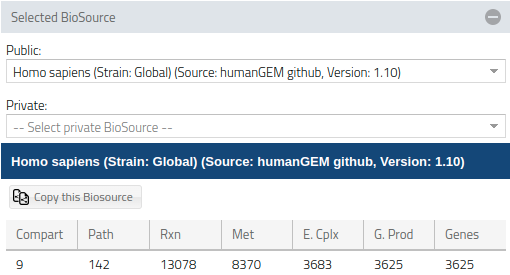 Selected BioSource
Public:
Homo sapiens (Strain: Global) (Source: humanGEM github, Version: 1.10)
Private:
-- Select private BioSource --
Homo sapiens (Strain: Global) (Source: humanGEM github, Version: 1.10)
Copy this Biosource
Compart Path Rxn Met E. Cplx G. Prod Genes
9 142 13078 8370 3683 3625 3625